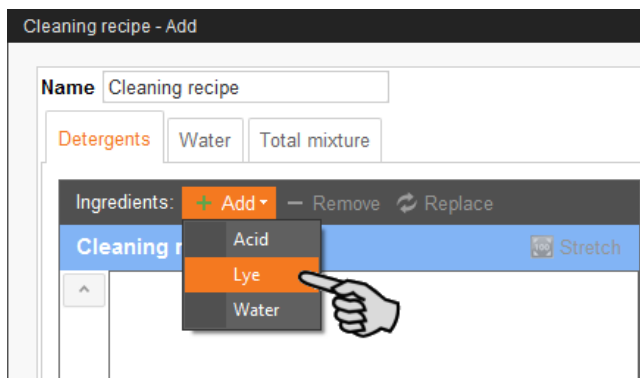 Cleaning recipe - Add
Name Cleaning recipe
Detergents Water Total mixture
Ingredients: + Add − Remove Replace
Cleaning 100 Stretch
Acid
Lye
Water